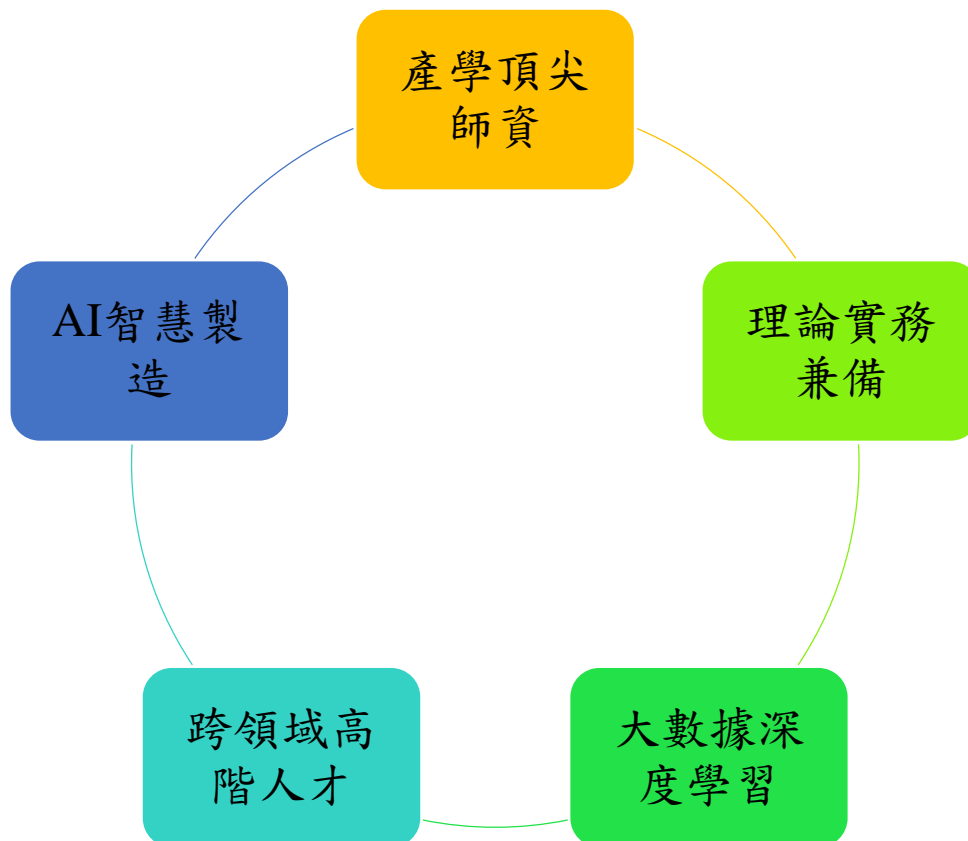 產學頂尖
師資
AI智慧製
造
理論實務
兼備
跨領域高
階人才
大數據深
度學習